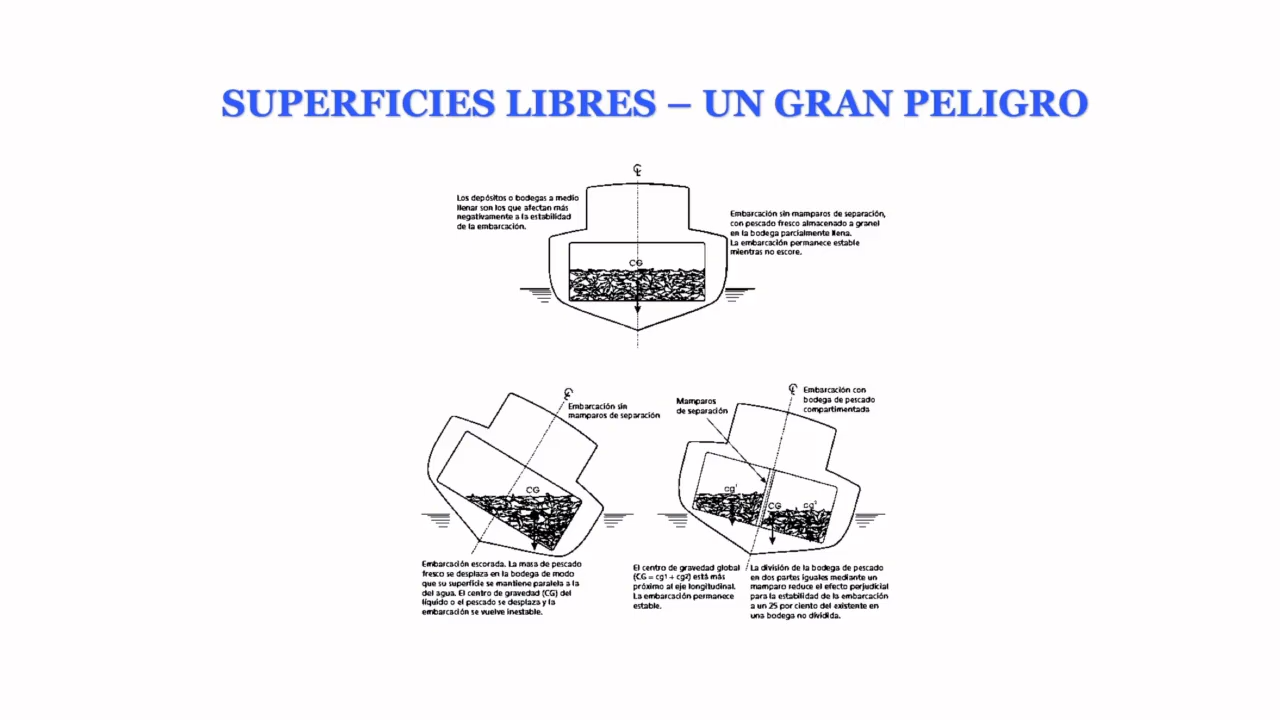 SUPERFICIES LIBRES – UN GRAN PELIGRO
℄
Los depósitos o bodegas a medio
llenar son los que afectan más
negativamente a la estabilidad
de la embarcación.
Embarcación sin mamparos de separación,
con pescado fresco almacenado a granel
en la bodega parcialmente llena.
La embarcación permanece estable
mientras no escore.
CG
℄
Embarcación sin
mamparos de separación
CG
Embarcación escorada. La masa de pescado
fresco se desplaza en la bodega de modo
que su superficie se mantiene paralela a la
del agua. El centro de gravedad (CG) del
líquido o el pescado se desplaza y la
embarcación se vuelve inestable.
Mamparos
de separación
℄
Embarcación con
bodega de pescado
compartimentada
cg¹
CG
cg²
El centro de gravedad global
(CG = cg1 + cg2) está más
próximo al eje longitudinal.
La embarcación permanece
estable.
La división de la bodega de pescado
en dos partes iguales mediante un
mamparo reduce el efecto perjudicial
para la estabilidad de la embarcación
a un 25 por ciento del existente en
una bodega no dividida.